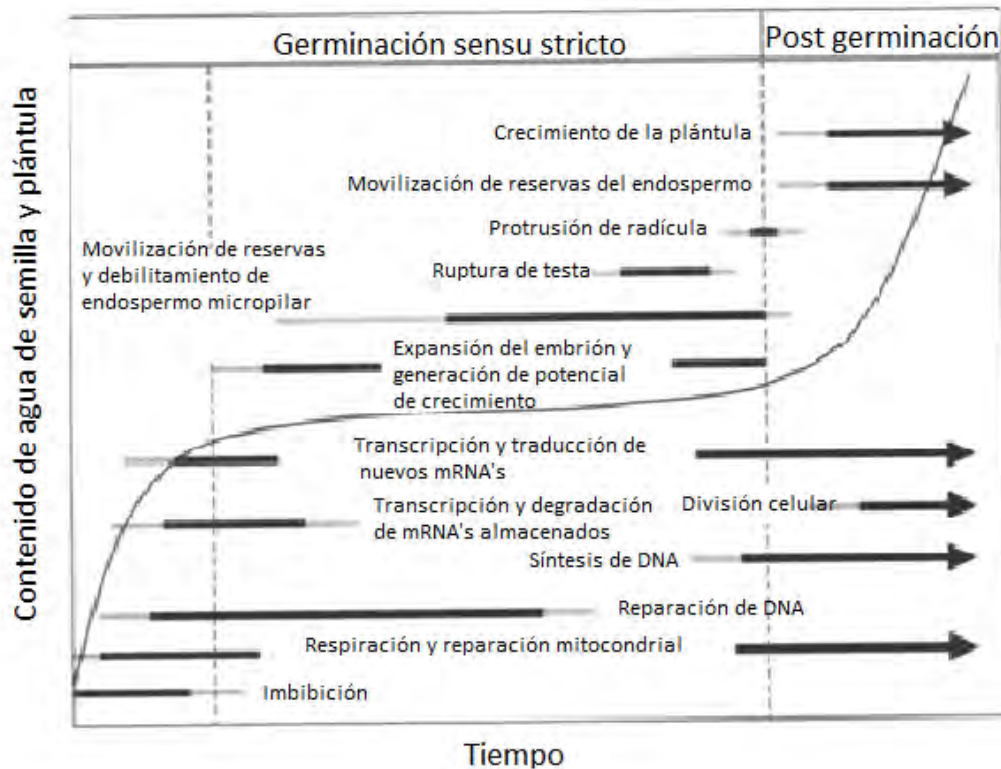 Germinación sensu stricto
Post germinación
Contenido de agua de semilla y plántula
Crecimiento de la plántula
Movilización de reservas del endospermo
Protrusión de radícula
Movilización de reservas
y debilitamiento de
endospermo micropilar
Ruptura de testa
Expansión del embrión y
generación de potencial
de crecimiento
Transcripción y traducción de
nuevos mRNA's
Transcripción y degradación
de mRNA's almacenados
División celular
Síntesis de DNA
Reparación de DNA
Respiración y reparación mitocondrial
Imbibición
Tiempo